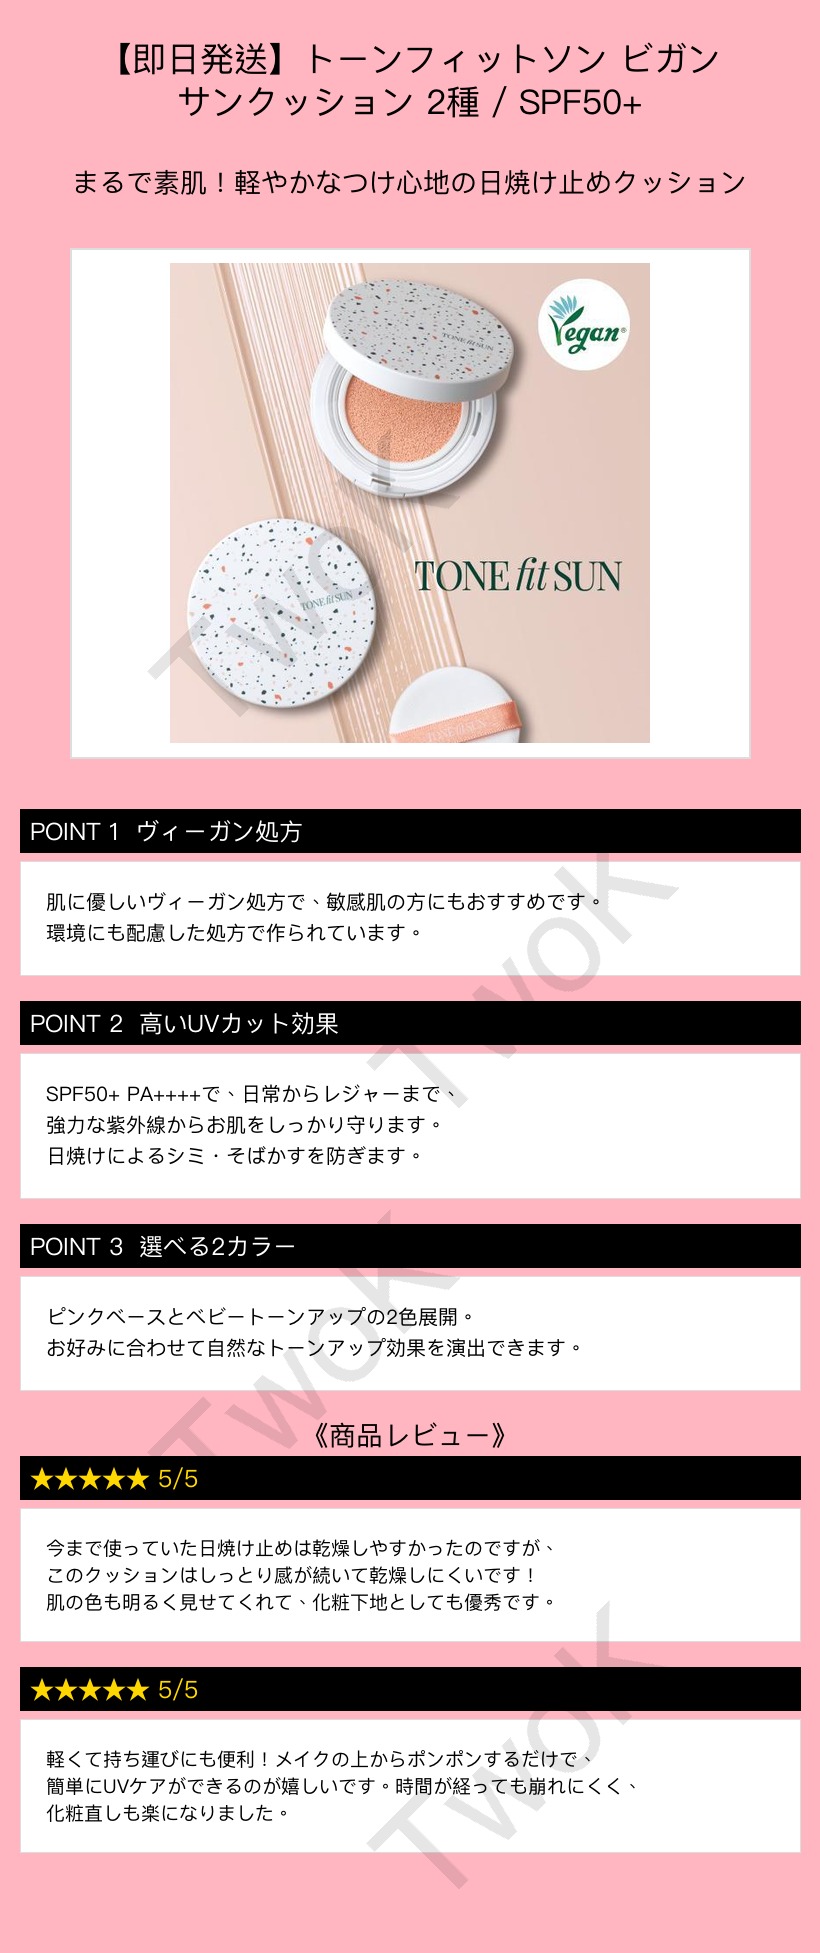 【即日発送】トーンフィットソン ビガン
サンクッション 2種 / SPF50+
まるで素肌！軽やかなつけ心地の日焼け止めクッション
Vegan®
TONE fit SUN
TONE fit SUN
TONE fit SUN
TONE fit SUN
TwoK
POINT 1 ヴィーガン処方
肌に優しいヴィーガン処方で、敏感肌の方にもおすすめです。
環境にも配慮した処方で作られています。
TwoK
POINT 2 高いUVカット効果
SPF50+ PA++++で、日常からレジャーまで、
強力な紫外線からお肌をしっかり守ります。
日焼けによるシミ・そばかすを防ぎます。
POINT 3 選べる2カラー
ピンクベースとベビートーンアップの2色展開。
お好みに合わせて自然なトーンアップ効果を演出できます。
TwoK
《商品レビュー》
★★★★★ 5/5
今まで使っていた日焼け止めは乾燥しやすかったのですが、
このクッションはしっとり感が続いて乾燥しにくいです！
肌の色も明るく見せてくれて、化粧下地としても優秀です。
★★★★★ 5/5
軽くて持ち運びにも便利！メイクの上からポンポンするだけで、
簡単にUVケアができるのが嬉しいです。時間が経っても崩れにくく、
化粧直しも楽になりました。
TwoK